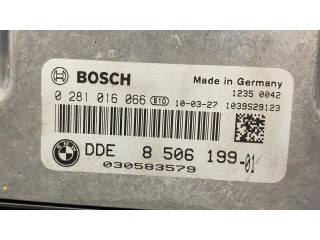 BOSCH
Made in Germany
1235 0042
0 281 016 066 B10 10-03-27 1039S29123
DDE 8 506 199-01
030583579